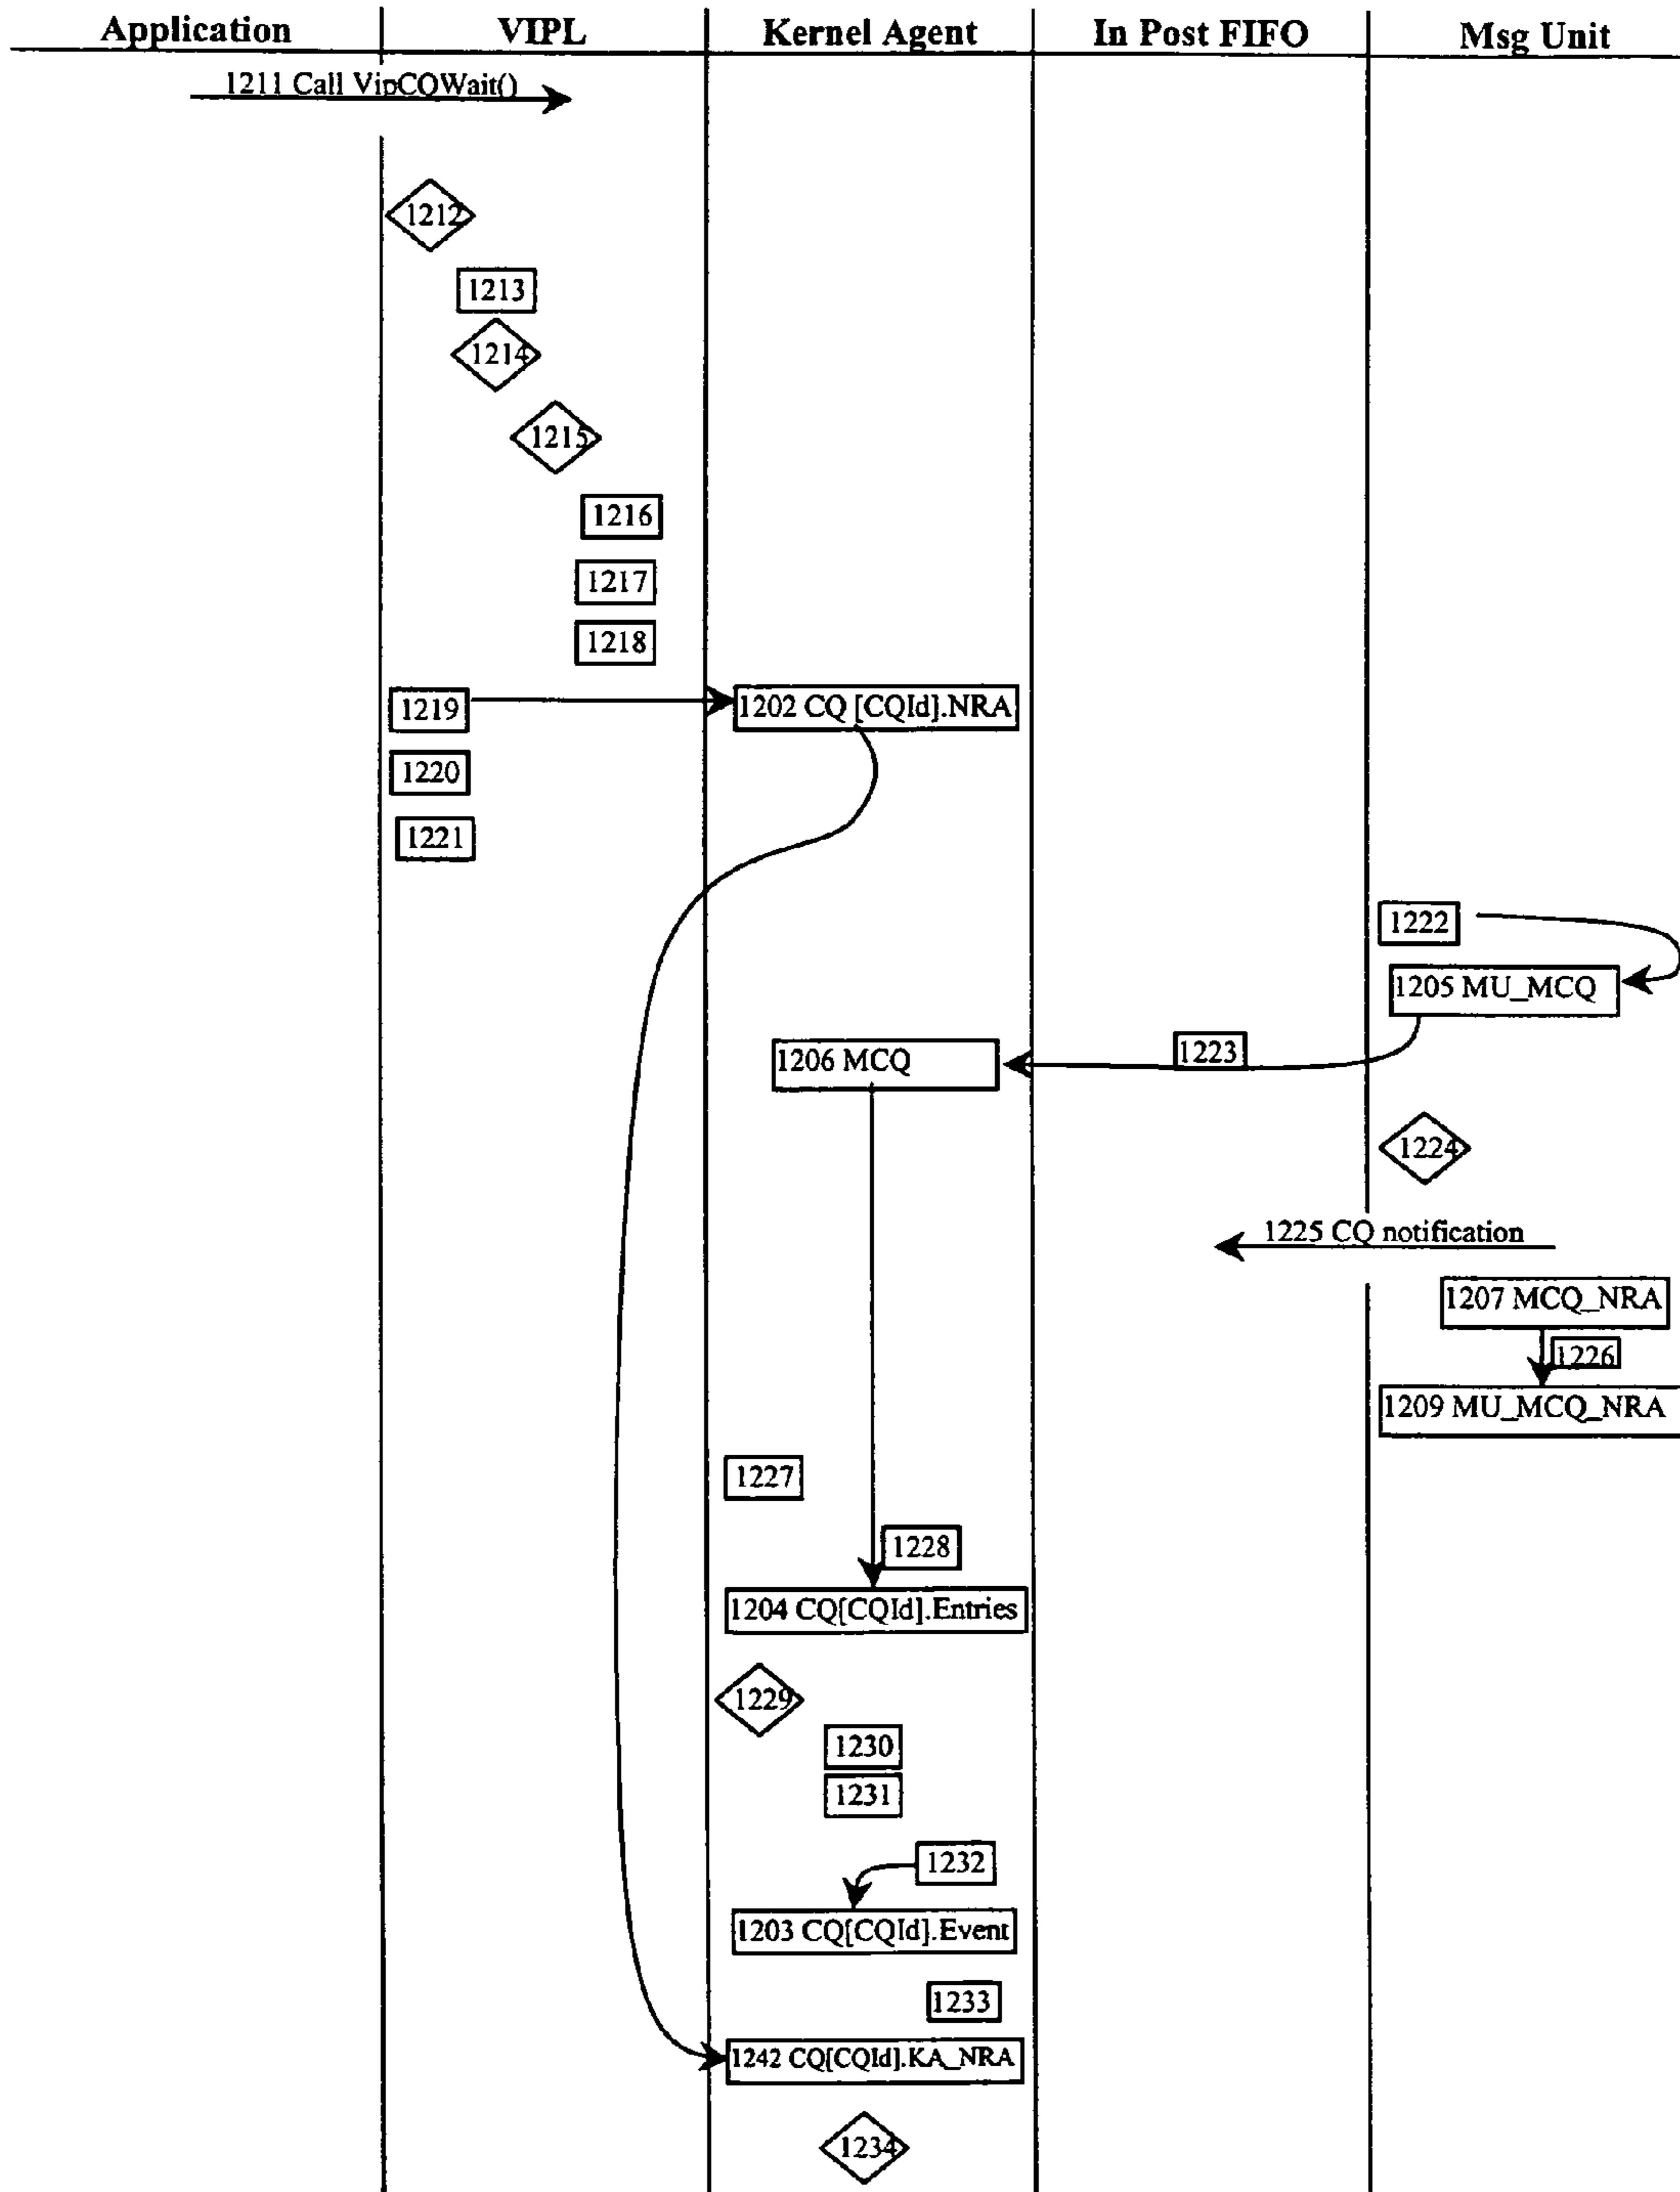 Application VIPL Kernel Agent In Post FIFO Msg Unit
1211 Call VipCQWait()
1212
1213
1214
1215
1216
1217
1218
1219 1202 CQ [CQId].NRA
1220
1221
1222
1205 MU_MCQ
1206 MCQ 1223
1224
1225 CQ notification
1207 MCQ_NRA
1226
1209 MU_MCQ_NRA
1227
1228
1204 CQ[CQId].Entries
1229
1230
1231
1232
1203 CQ[CQId].Event
1233
1242 CQ[CQId].KA_NRA
1234